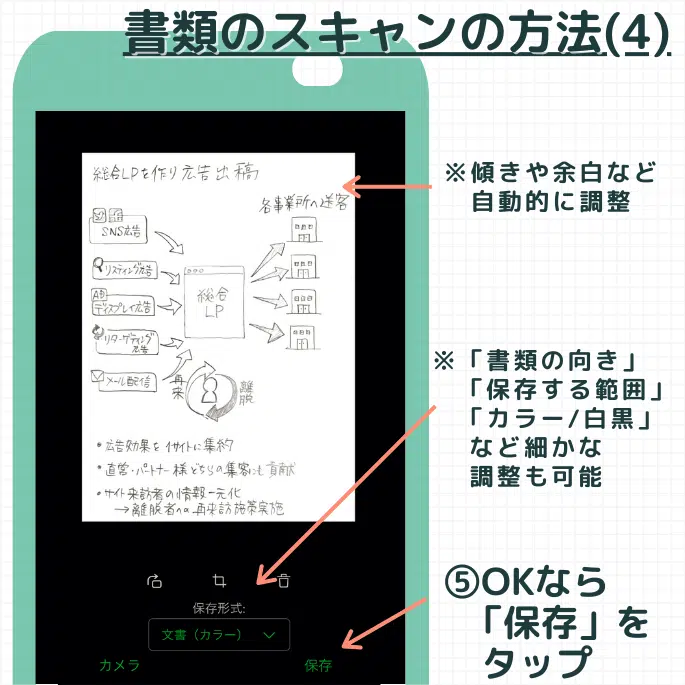 書類のスキャンの方法(4)
総合LPを作り広告出稿
各事業所へ送客
SNS広告
リスティング広告
AD
ディスプレイ広告
リターゲティング
広告
メール配信
総合
LP
再来
離脱
・広告効果を1サイトに集約
・直営・パートナー様どちらの集客にも貢献
・サイト来訪者の情報一元化
→離脱者への再来訪施策実施
※傾きや余白など
自動的に調整
※「書類の向き」
「保存する範囲」
「カラー/白黒」
など細かな
調整も可能
保存形式:
文書（カラー）
カメラ
保存
⑤OKなら
「保存」を
タップ